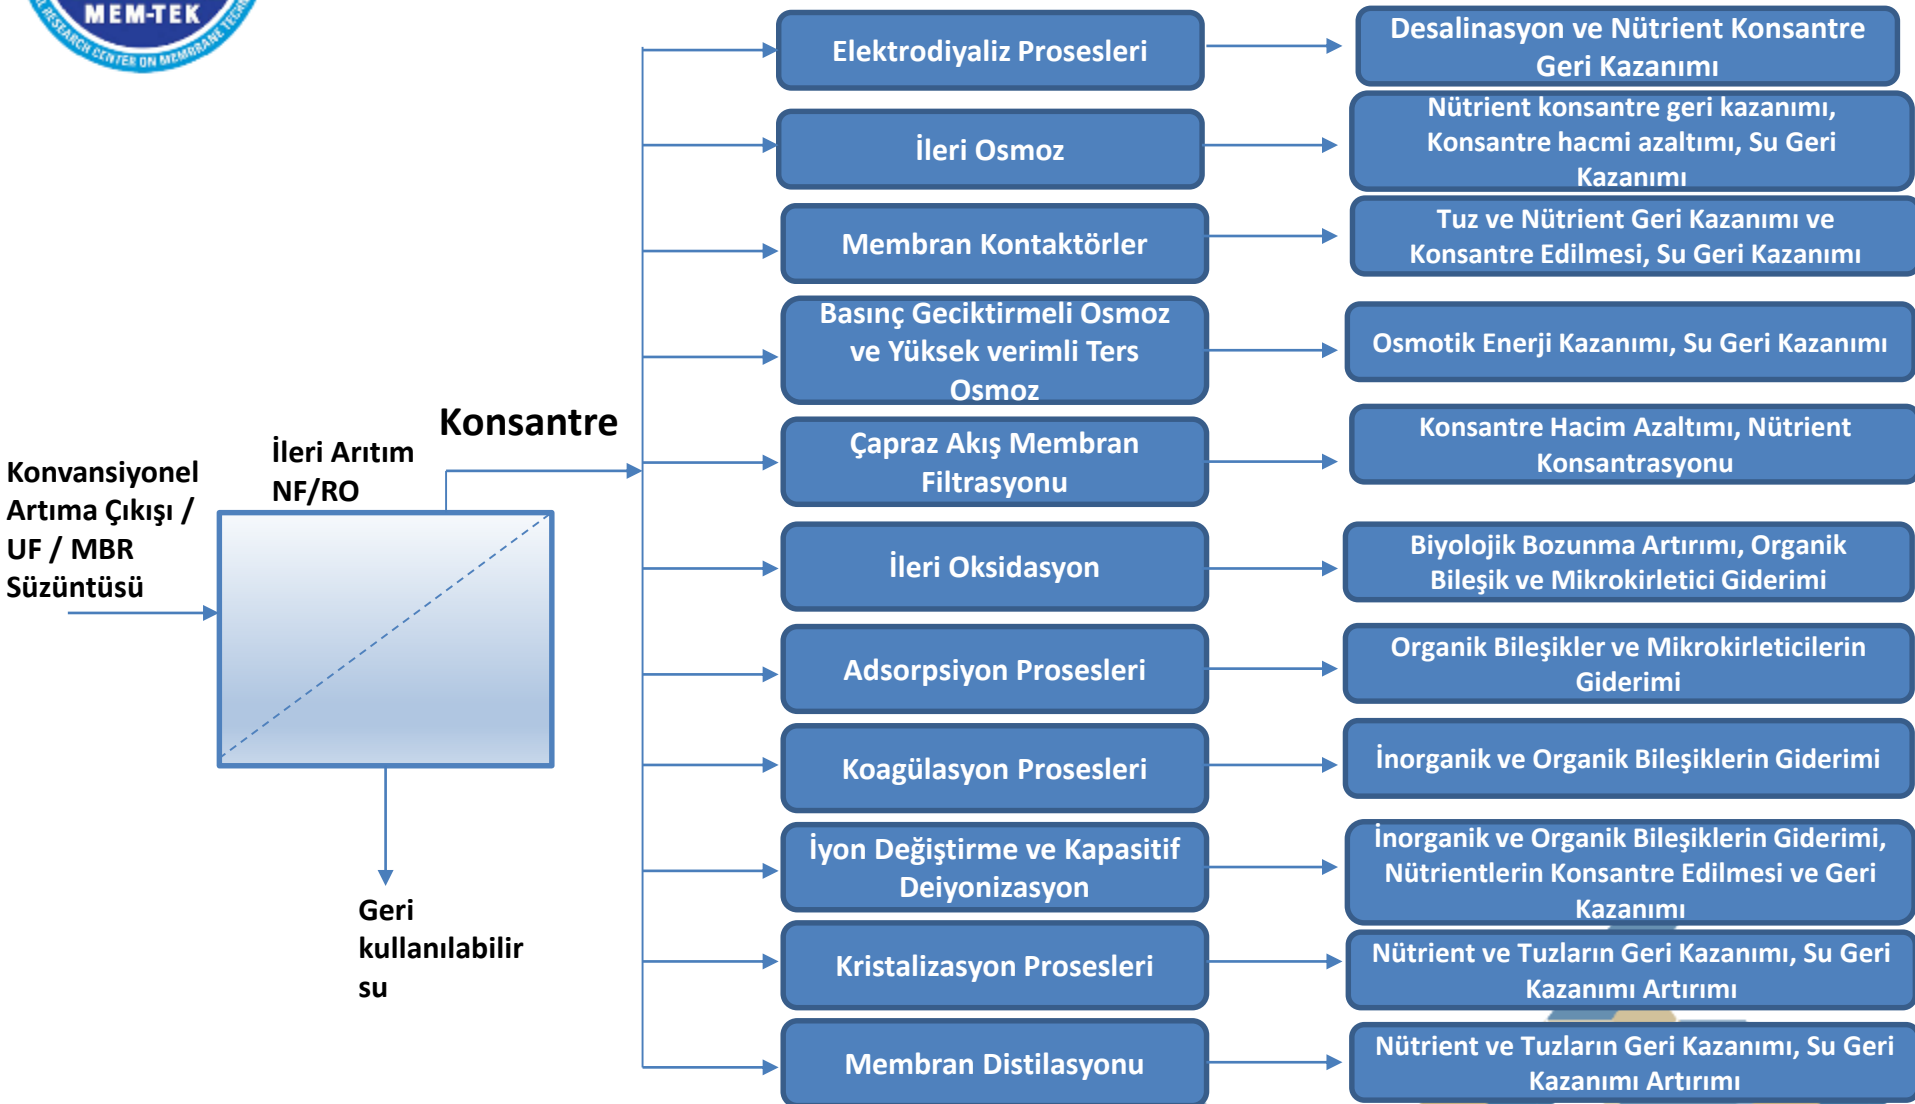 MEM-TEK
RESEARCH CENTER ON MEMBRANE
Konvansiyonel
Artıma Çıkışı /
UF / MBR
Süzüntüsü
İleri Arıtım
NF/RO
Konsantre
Geri
kullanılabilir
su
Elektrodiyaliz Prosesleri
Desalinasyon ve Nütrient Konsantre
Geri Kazanımı
İleri Osmoz
Nütrient konsantre geri kazanımı,
Konsantre hacmi azaltımı, Su Geri
Kazanımı
Membran Kontaktörler
Tuz ve Nütrient Geri Kazanımı ve
Konsantre Edilmesi, Su Geri Kazanımı
Basınç Geciktirmeli Osmoz
ve Yüksek verimli Ters
Osmoz
Osmotik Enerji Kazanımı, Su Geri Kazanımı
Çapraz Akış Membran
Filtrasyonu
Konsantre Hacim Azaltımı, Nütrient
Konsantrasyonu
İleri Oksidasyon
Biyolojik Bozunma Artırımı, Organik
Bileşik ve Mikrokirletici Giderimi
Adsorpsiyon Prosesleri
Organik Bileşikler ve Mikrokirleticilerin
Giderimi
Koagülasyon Prosesleri
İnorganik ve Organik Bileşiklerin Giderimi
İyon Değiştirme ve Kapasitif
Deiyonizasyon
İnorganik ve Organik Bileşiklerin Giderimi,
Nütrientlerin Konsantre Edilmesi ve Geri
Kazanımı
Kristalizasyon Prosesleri
Nütrient ve Tuzların Geri Kazanımı, Su Geri
Kazanımı Artırımı
Membran Distilasyonu
Nütrient ve Tuzların Geri Kazanımı, Su Geri
Kazanımı Artırımı